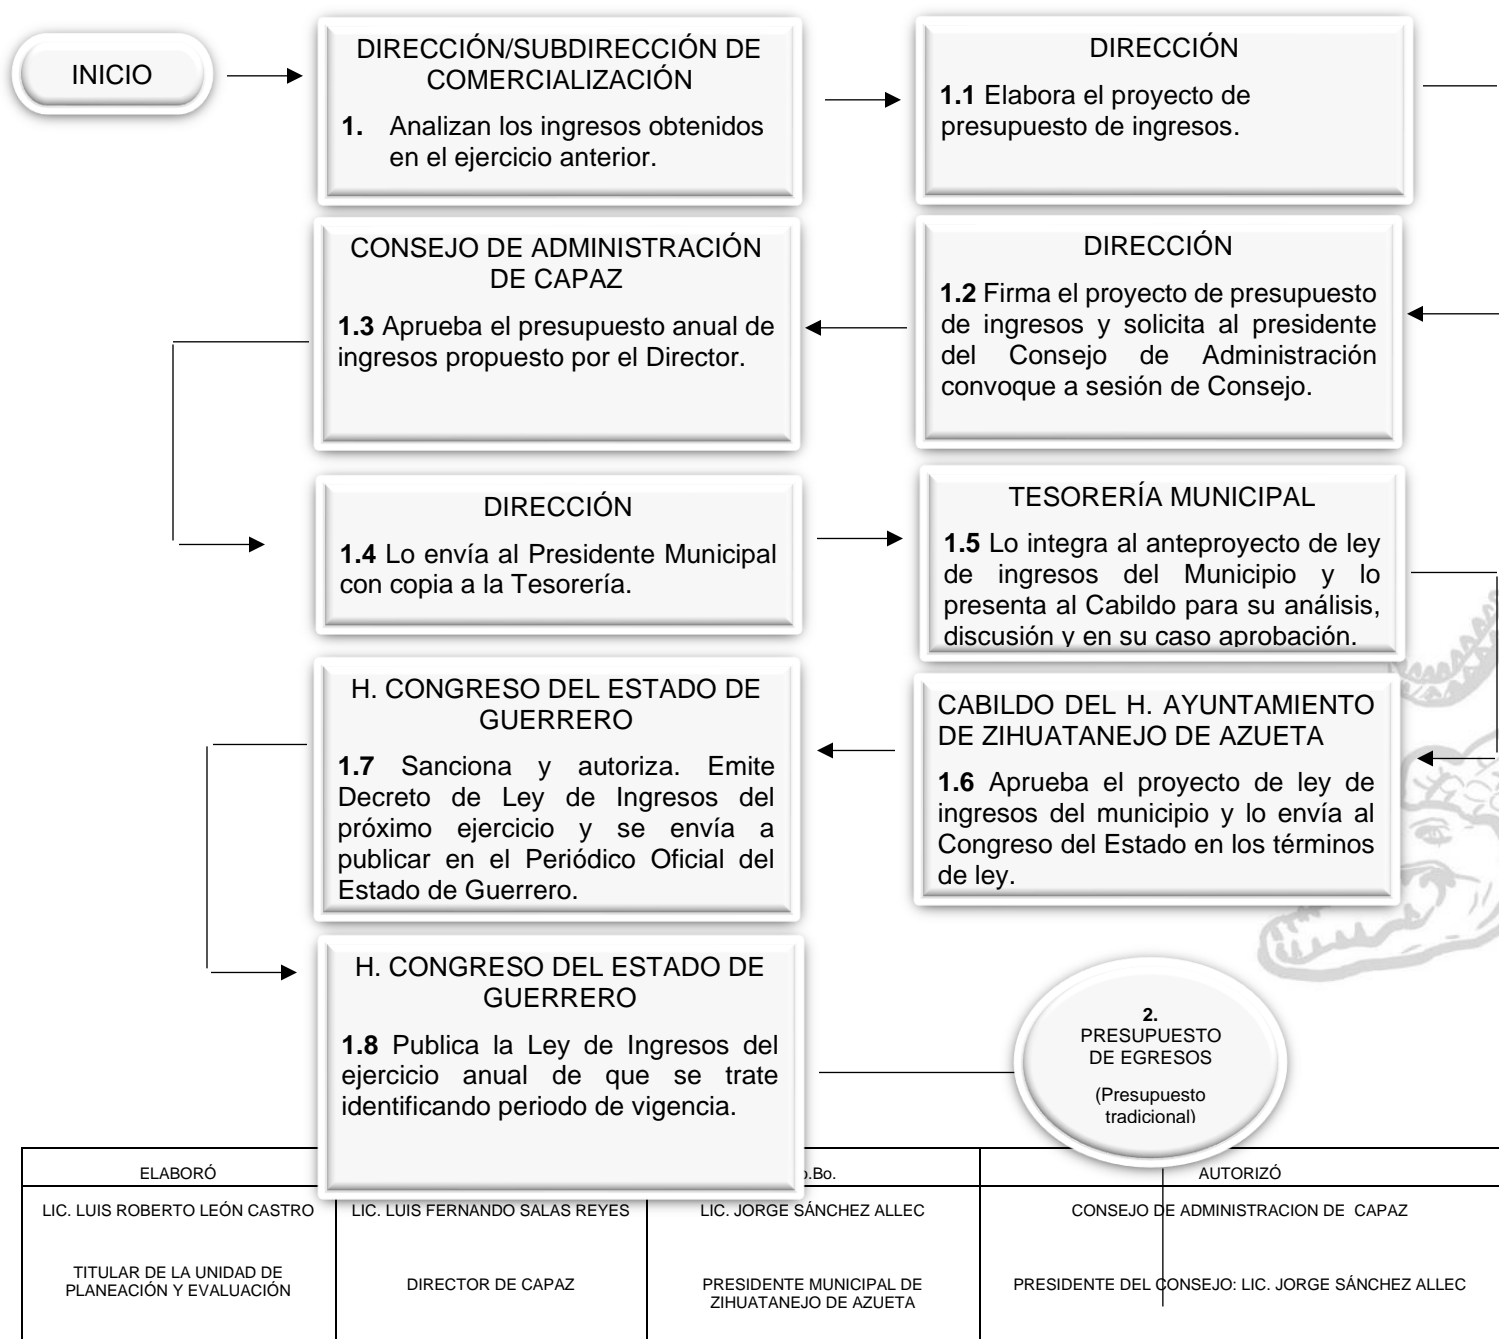 INICIO
DIRECCIÓN/SUBDIRECCIÓN DE
COMERCIALIZACIÓN
1. Analizan los ingresos obtenidos
en el ejercicio anterior.
DIRECCIÓN
1.1 Elabora el proyecto de
presupuesto de ingresos.
DIRECCIÓN
1.2 Firma el proyecto de presupuesto
de ingresos y solicita al presidente
del Consejo de Administración
convoque a sesión de Consejo.
CONSEJO DE ADMINISTRACIÓN
DE CAPAZ
1.3 Aprueba el presupuesto anual de
ingresos propuesto por el Director.
DIRECCIÓN
1.4 Lo envía al Presidente Municipal
con copia a la Tesorería.
TESORERÍA MUNICIPAL
1.5 Lo integra al anteproyecto de ley
de ingresos del Municipio y lo
presenta al Cabildo para su análisis,
discusión y en su caso aprobación.
CABILDO DEL H. AYUNTAMIENTO
DE ZIHUATANEJO DE AZUETA
1.6 Aprueba el proyecto de ley de
ingresos del municipio y lo envía al
Congreso del Estado en los términos
de ley.
H. CONGRESO DEL ESTADO DE
GUERRERO
1.7 Sanciona y autoriza. Emite
Decreto de Ley de Ingresos del
próximo ejercicio y se envía a
publicar en el Periódico Oficial del
Estado de Guerrero.
H. CONGRESO DEL ESTADO DE
GUERRERO
1.8 Publica la Ley de Ingresos del
ejercicio anual de que se trate
identificando periodo de vigencia.
2.
PRESUPUESTO
DE EGRESOS
(Presupuesto
tradicional)
ELABORÓ
.Bo.
AUTORIZÓ
LIC. LUIS ROBERTO LEÓN CASTRO
LIC. LUIS FERNANDO SALAS REYES
LIC. JORGE SÁNCHEZ ALLEC
CONSEJO DE ADMINISTRACION DE CAPAZ
TITULAR DE LA UNIDAD DE
PLANEACIÓN Y EVALUACIÓN
DIRECTOR DE CAPAZ
PRESIDENTE MUNICIPAL DE
ZIHUATANEJO DE AZUETA
PRESIDENTE DEL CONSEJO: LIC. JORGE SÁNCHEZ ALLEC